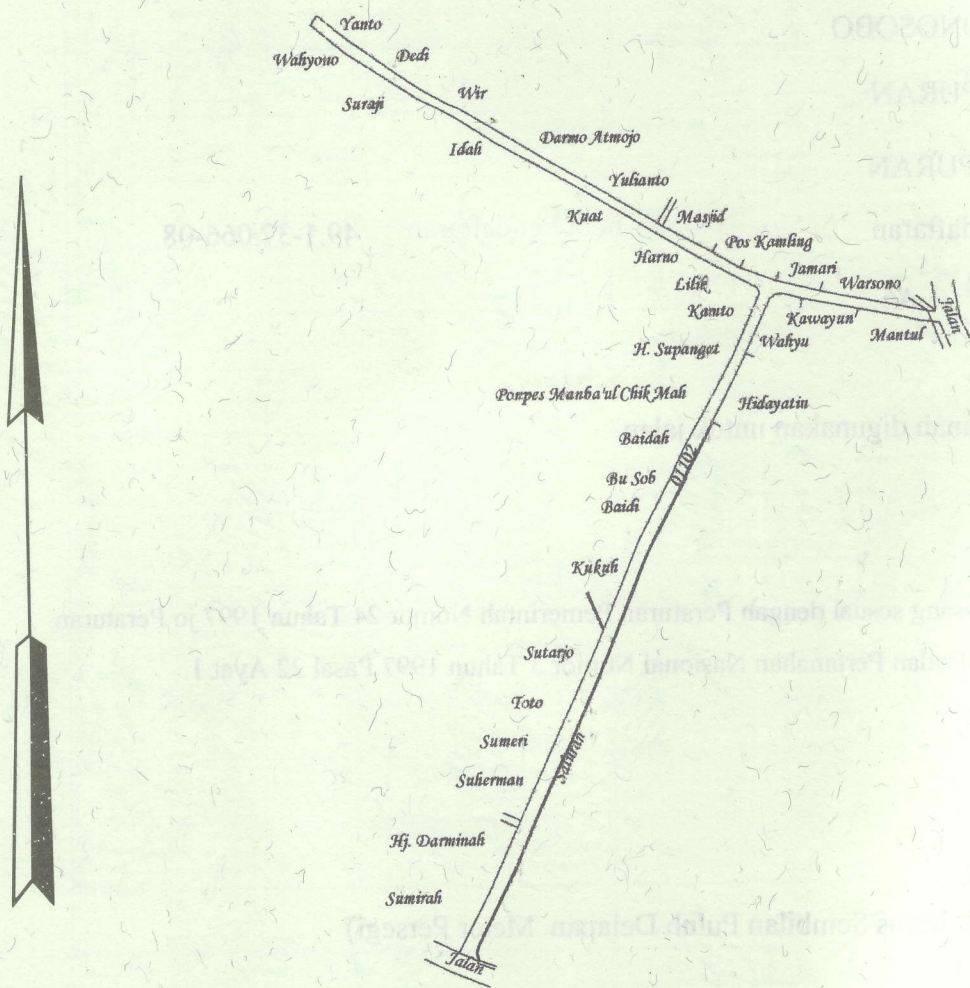 Yanto
Wahyono
Dedi
Suraji
Wir
Idah
Darmo Atmojo
Yulianto
Kuat
Masjid
Harno
Pos Kamling
Lilik
Jamari
Warsono
Jalan
Kamto
Kawayun
Mantul
H. Supangat
Wahyu
Ponpes Manba'ul Chik Mah
Hidayatin
Baidah
01102
Bu Sob
Baidi
Kukuh
Sutarjo
Toto
Sumeri
Saluran
Suherman
Hj. Darminah
Sumirah
Jalan